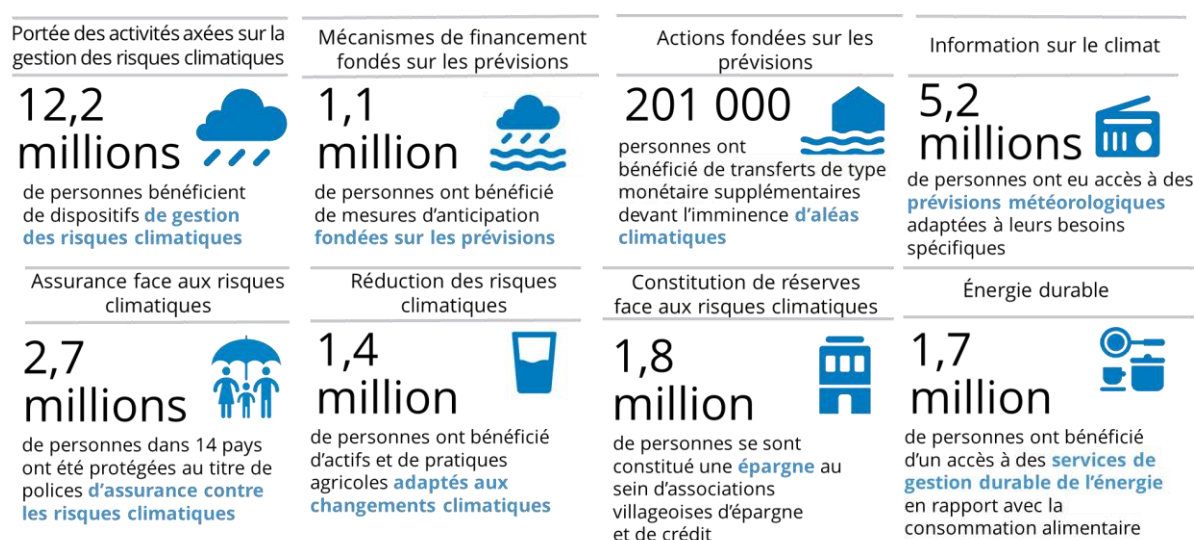 Portée des activités axées sur la
gestion des risques climatiques
12,2
millions
de personnes bénéficient
de dispositifs de gestion
des risques climatiques
Mécanismes de financement
fondés sur les prévisions
1,1
million
de personnes ont bénéficié
de mesures d’anticipation
fondées sur les prévisions
Actions fondées sur les
prévisions
201 000
personnes ont
bénéficié de transferts de type
monétaire supplémentaires
devant l’imminence d’aléas
climatiques
Information sur le climat
5,2
millions
de personnes ont eu accès à des
prévisions météorologiques
adaptées à leurs besoins
spécifiques
Assurance face aux risques
climatiques
2,7
millions
de personnes dans 14 pays
ont été protégées au titre de
polices d’assurance contre
les risques climatiques
Réduction des risques
climatiques
1,4
million
de personnes ont bénéficié
d’actifs et de pratiques
agricoles adaptés aux
changements climatiques
Constitution de réserves
face aux risques climatiques
1,8
million
de personnes se sont
constitué une épargne au
sein d’associations
villageoises d’épargne
et de crédit
Énergie durable
1,7
million
de personnes ont bénéficié
d’un accès à des services de
gestion durable de l’énergie
en rapport avec la
consommation alimentaire